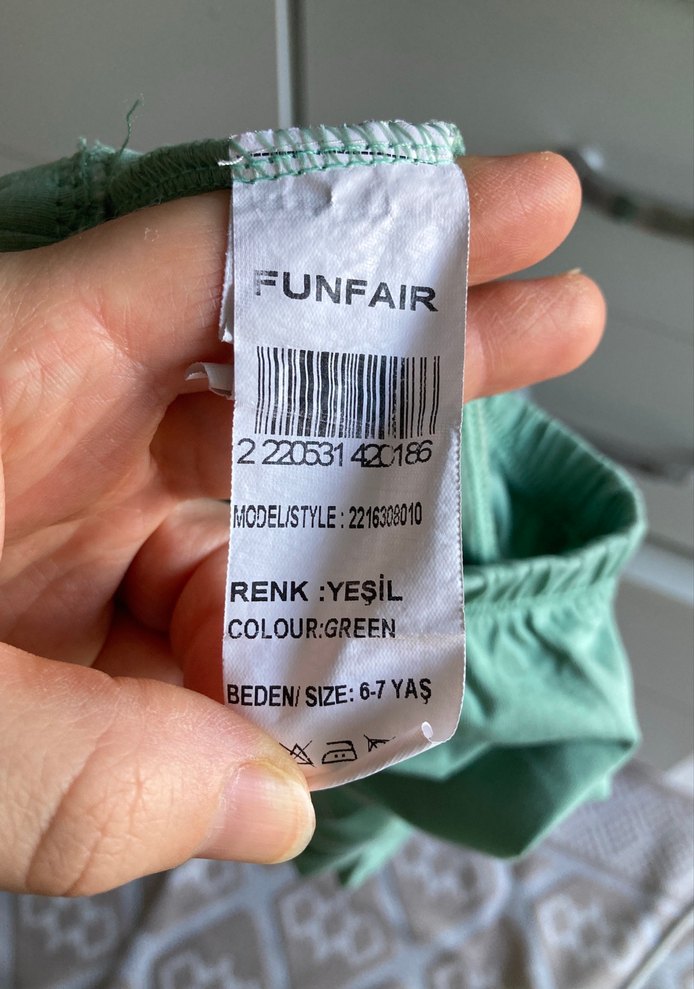 FUNFAIR
2 220531 420186
MODEL/STYLE : 2216308010
RENK :YEŞİL
COLOUR:GREEN
BEDEN/ SIZE: 6-7 YAŞ